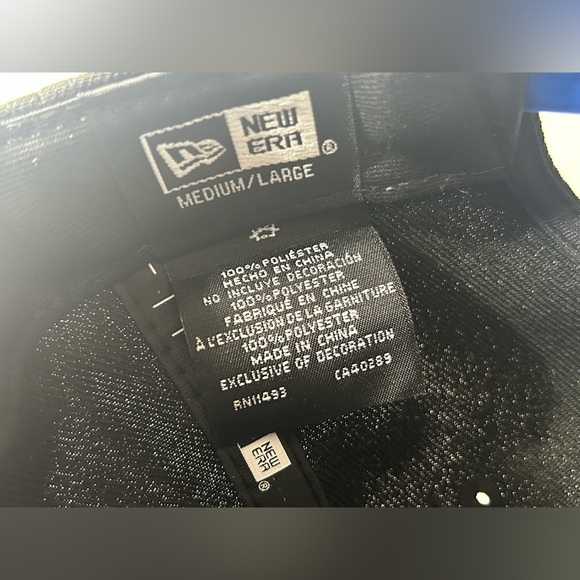 NEW
ERA®
MEDIUM/LARGE
100% POLIÉSTER
HECHO EN CHINA
NO INCLUYE DECORACIÓN
100% POLYESTER
FABRIQUÉ EN CHINE
À L'EXCLUSION DE LA GARNITURE
100% POLYESTER
MADE IN CHINA
EXCLUSIVE OF DECORATION
RN11493 CA40289
NEW
ERA®